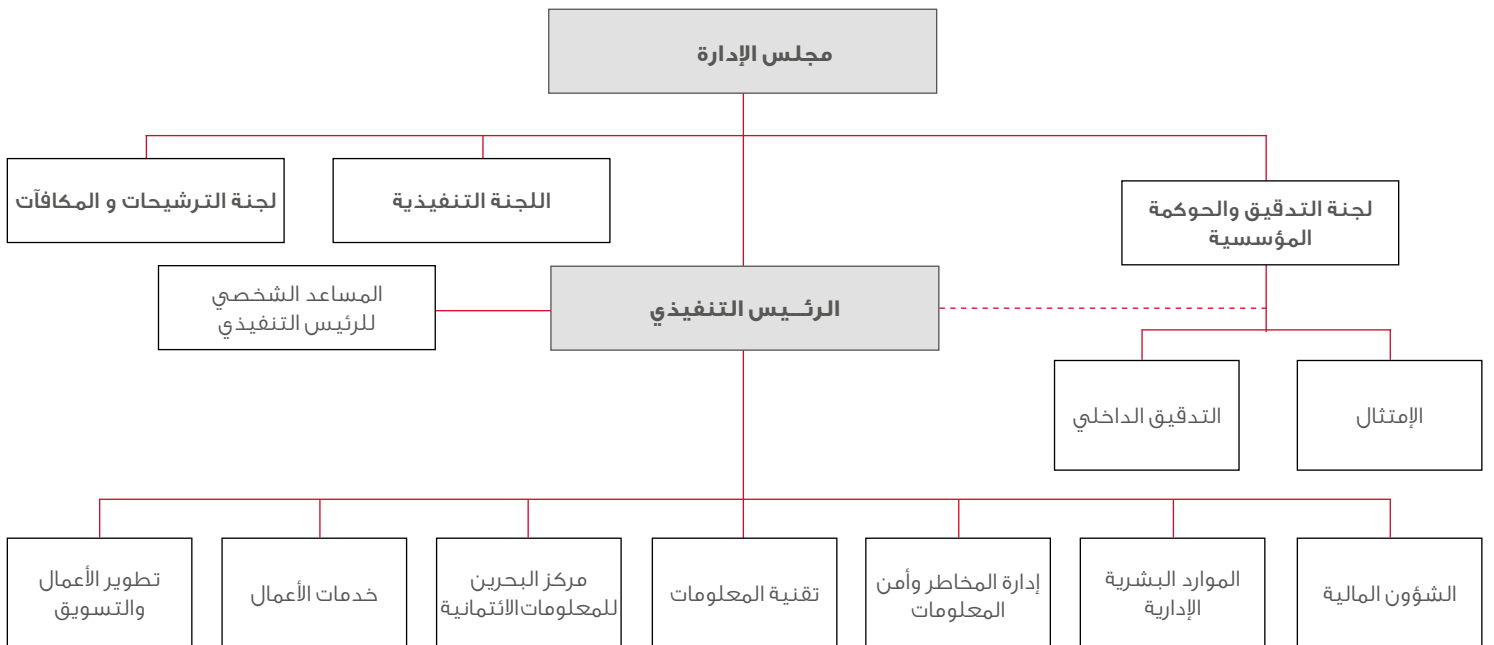 مجلس الإدارة
لجنة التدقيق والحوكمة
المؤسسية
اللجنة التنفيذية
لجنة الترشيحات و المكافآت
الرئــيس التنفيذي
المساعد الشخصي
للرئيس التنفيذي
الإمتثال
التدقيق الداخلي
الشؤون المالية
الموارد البشرية
الإدارية
إدارة المخاطر وأمن
المعلومات
تقنية المعلومات
مركز البحرين
للمعلومات الائتمانية
خدمات الأعمال
تطوير الأعمال
والتسويق